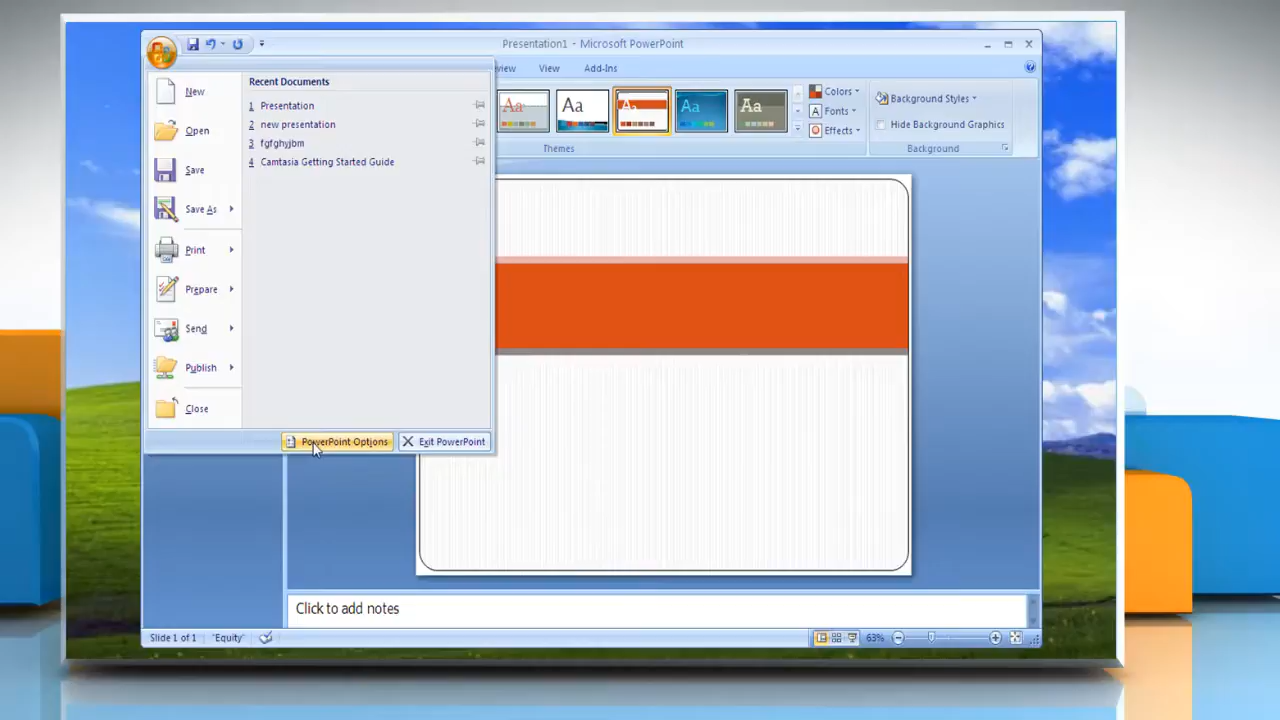 Presentation1 - Microsoft PowerPoint
View
Add-Ins
New
Open
Save
Save As
Print
Prepare
Send
Publish
Close
Recent Documents
1 Presentation
2 new presentation
3 fgfghyjbm
4 Camtasia Getting Started Guide
PowerPoint Options
Exit PowerPoint
Aa
Aa
Aa
Aa
Aa
Themes
Colors
Fonts
Effects
Background Styles
Hide Background Graphics
Background
Click to add notes
Slide 1 of 1
"Equity"
63%